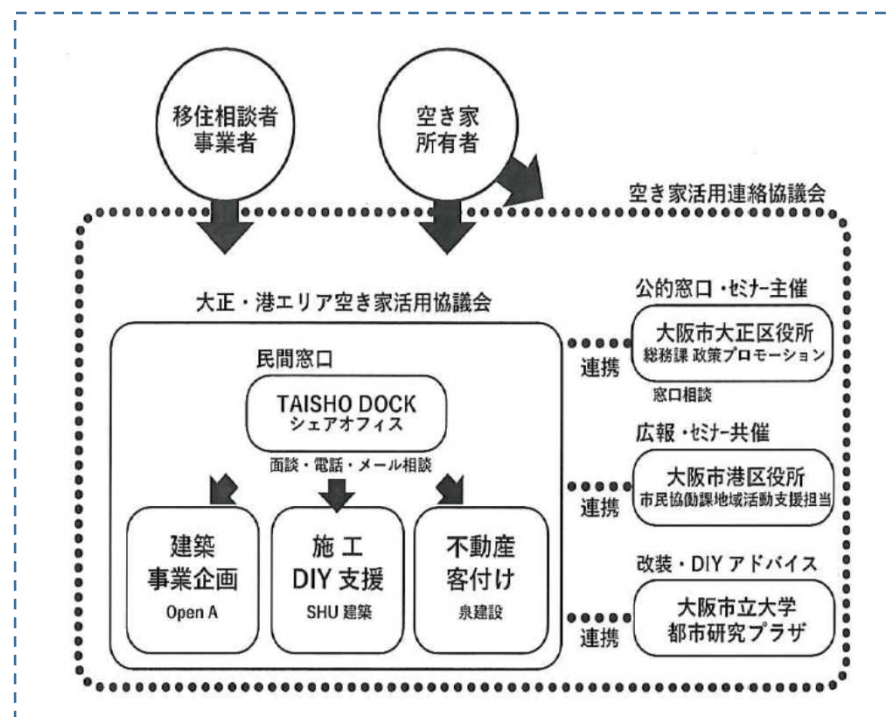 移住相談者
事業者
空き家
所有者
空き家活用連絡協議会
大正・港エリア空き家活用協議会
民間窓口
TAISHO DOCK
シェアオフィス
面談・電話・メール相談
建築
事業企画
Open A
施工
DIY 支援
SHU 建築
不動産
客付け
泉建設
公的窓口・セミナー主催
大阪市大正区役所
総務課 政策プロモーション
連携
窓口相談
広報・セミナー共催
大阪市港区役所
市民協働課地域活動支援担当
連携
改装・DIY アドバイス
大阪市立大学
都市研究プラザ
連携